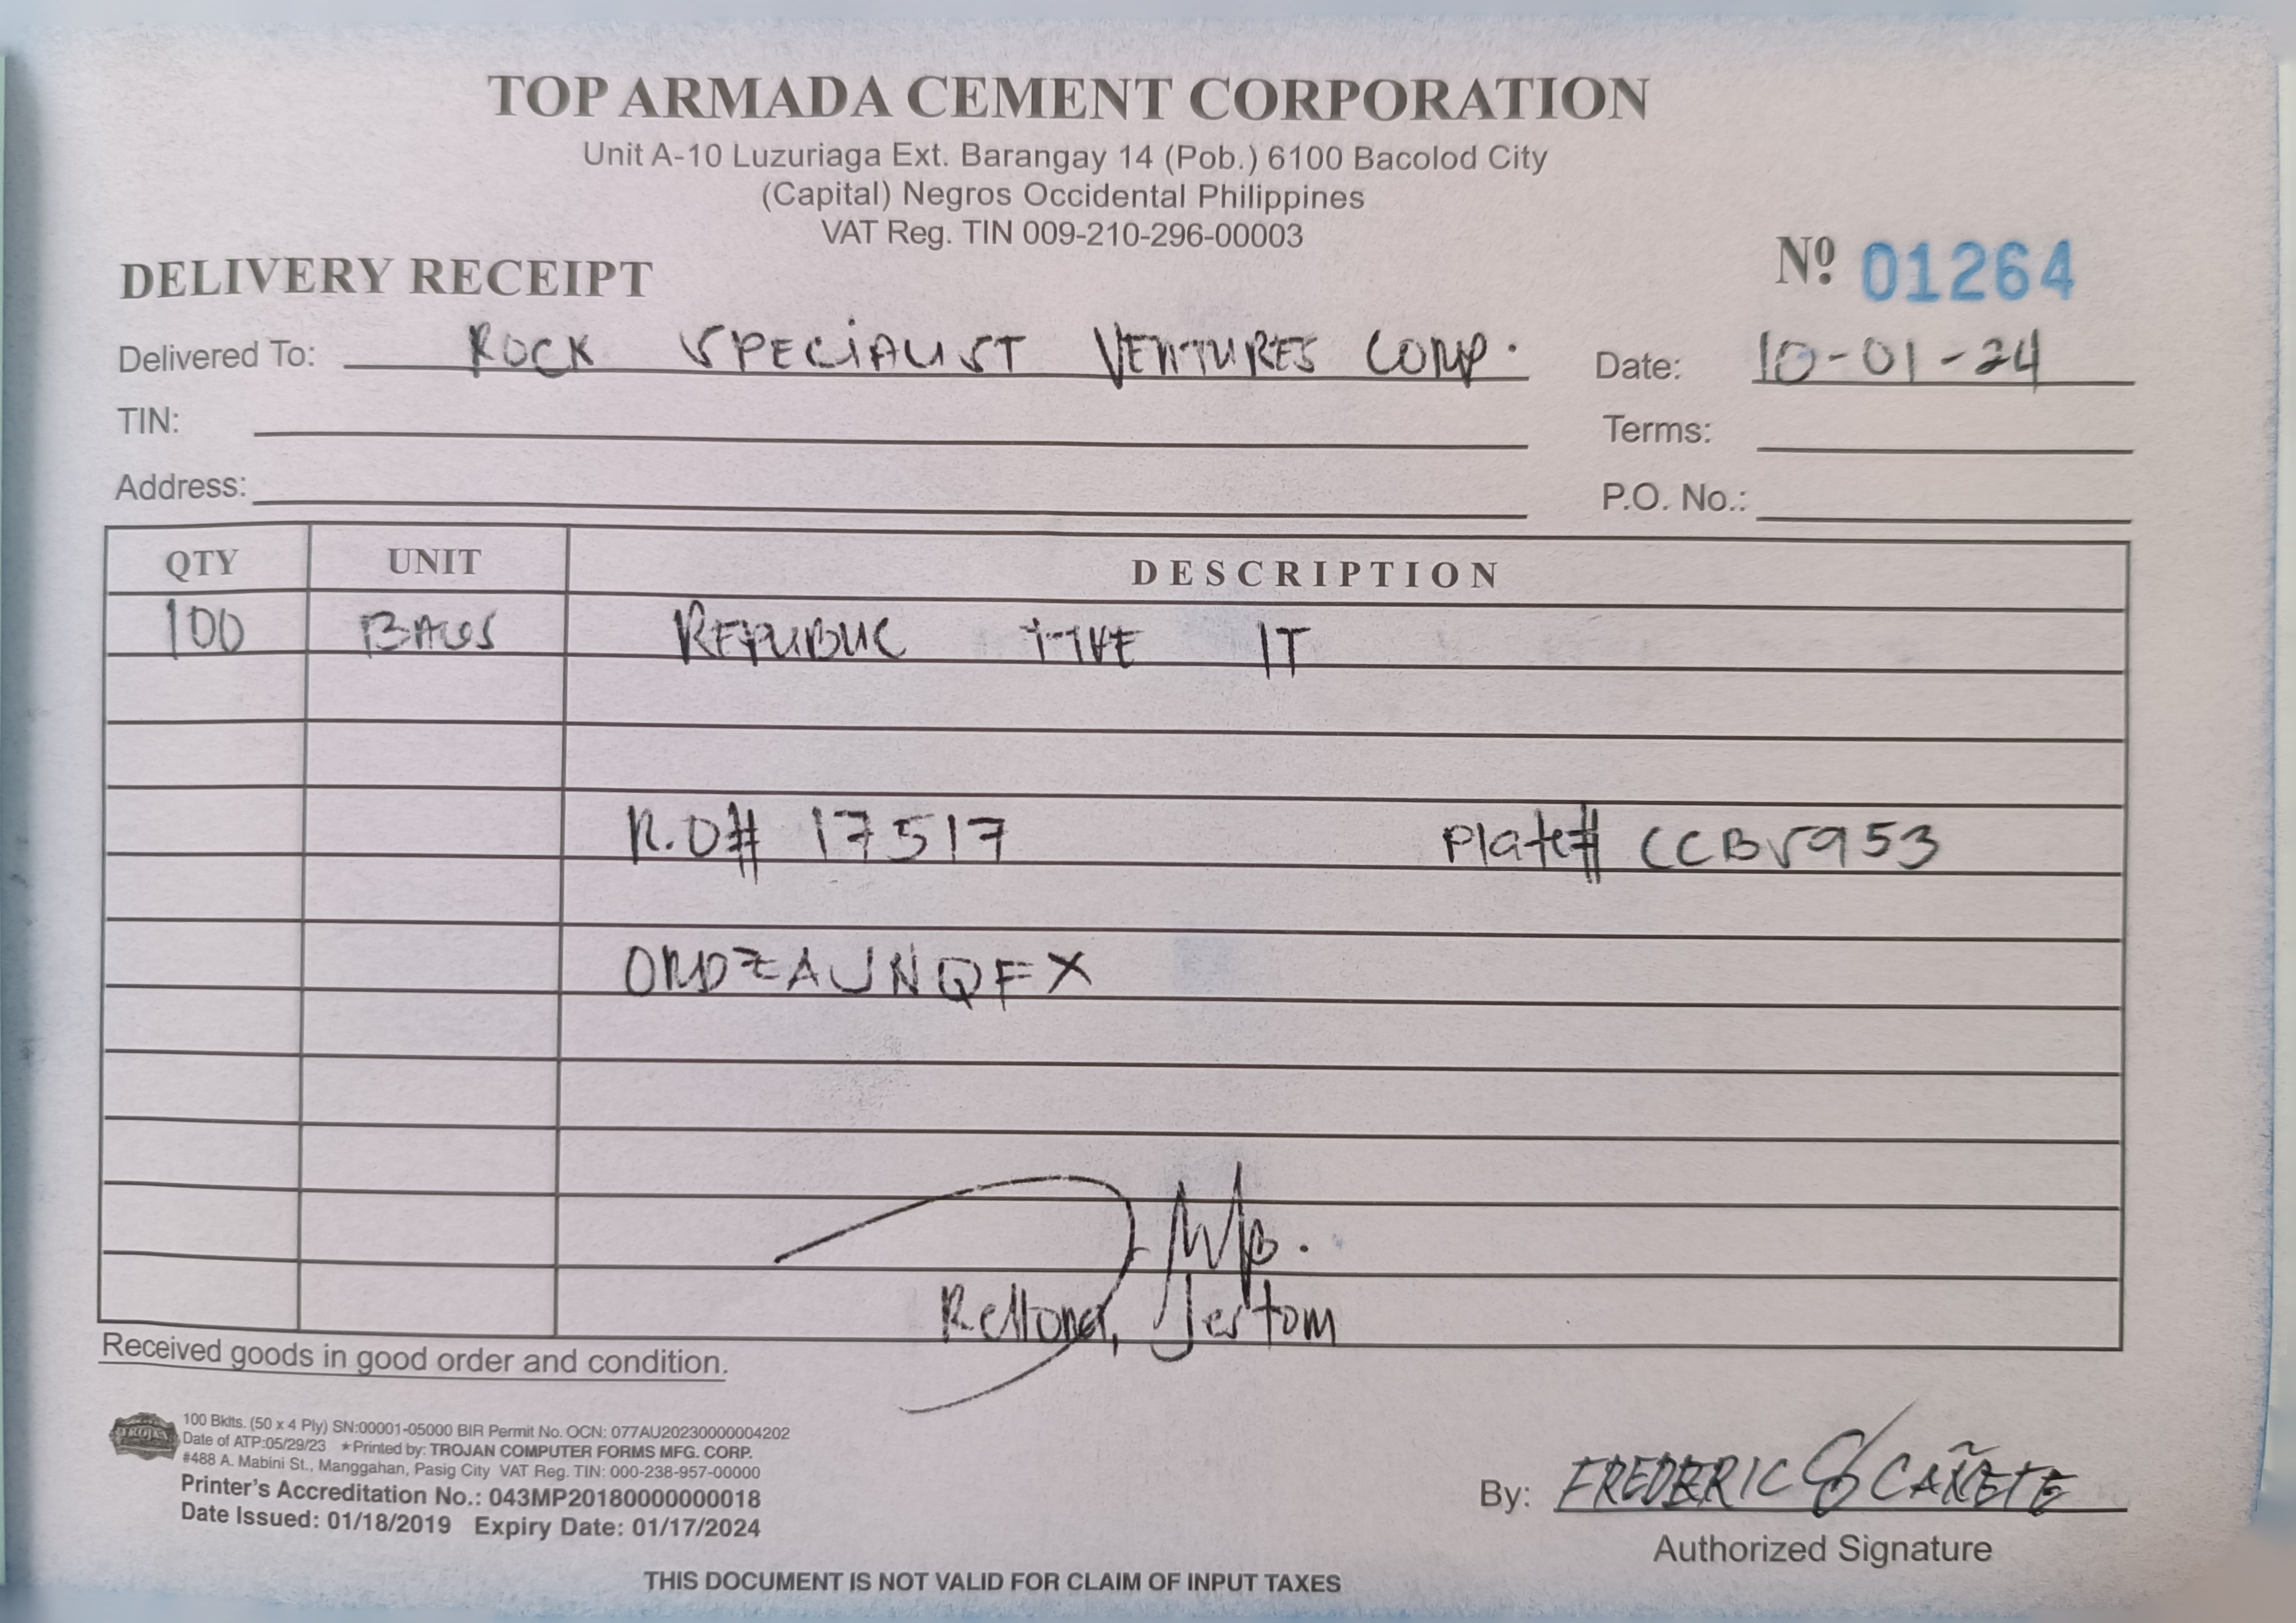 TOP ARMADA CEMENT CORPORATION
Unit A-10 Luzuriaga Ext. Barangay 14 (Pob.) 6100 Bacolod City
(Capital) Negros Occidental Philippines
VAT Reg. TIN 009-210-296-00003
DELIVERY RECEIPT Nº 01264
Delivered To: ROCK SPECIALIST VENTURES CORP. Date: 10-01-24
TIN: Terms:
Address: P.O. No.:
QTY UNIT DESCRIPTION
100 BAGS REPUBLIC TYPE IT
R.O# 17517 Plate# CCB5953
ORDZAUNQFX
Rellona, Jestom
Received goods in good order and condition.
TROJAN
100 Bklts. (50 x 4 Ply) SN:00001-05000 BIR Permit No. OCN: 077AU20230000004202
Date of ATP:05/29/23 ★Printed by: TROJAN COMPUTER FORMS MFG. CORP.
#488 A. Mabini St., Manggahan, Pasig City VAT Reg. TIN: 000-238-957-00000
Printer's Accreditation No.: 043MP20180000000018
Date Issued: 01/18/2019 Expiry Date: 01/17/2024
By: FREDERIC CAÑETE
Authorized Signature
THIS DOCUMENT IS NOT VALID FOR CLAIM OF INPUT TAXES